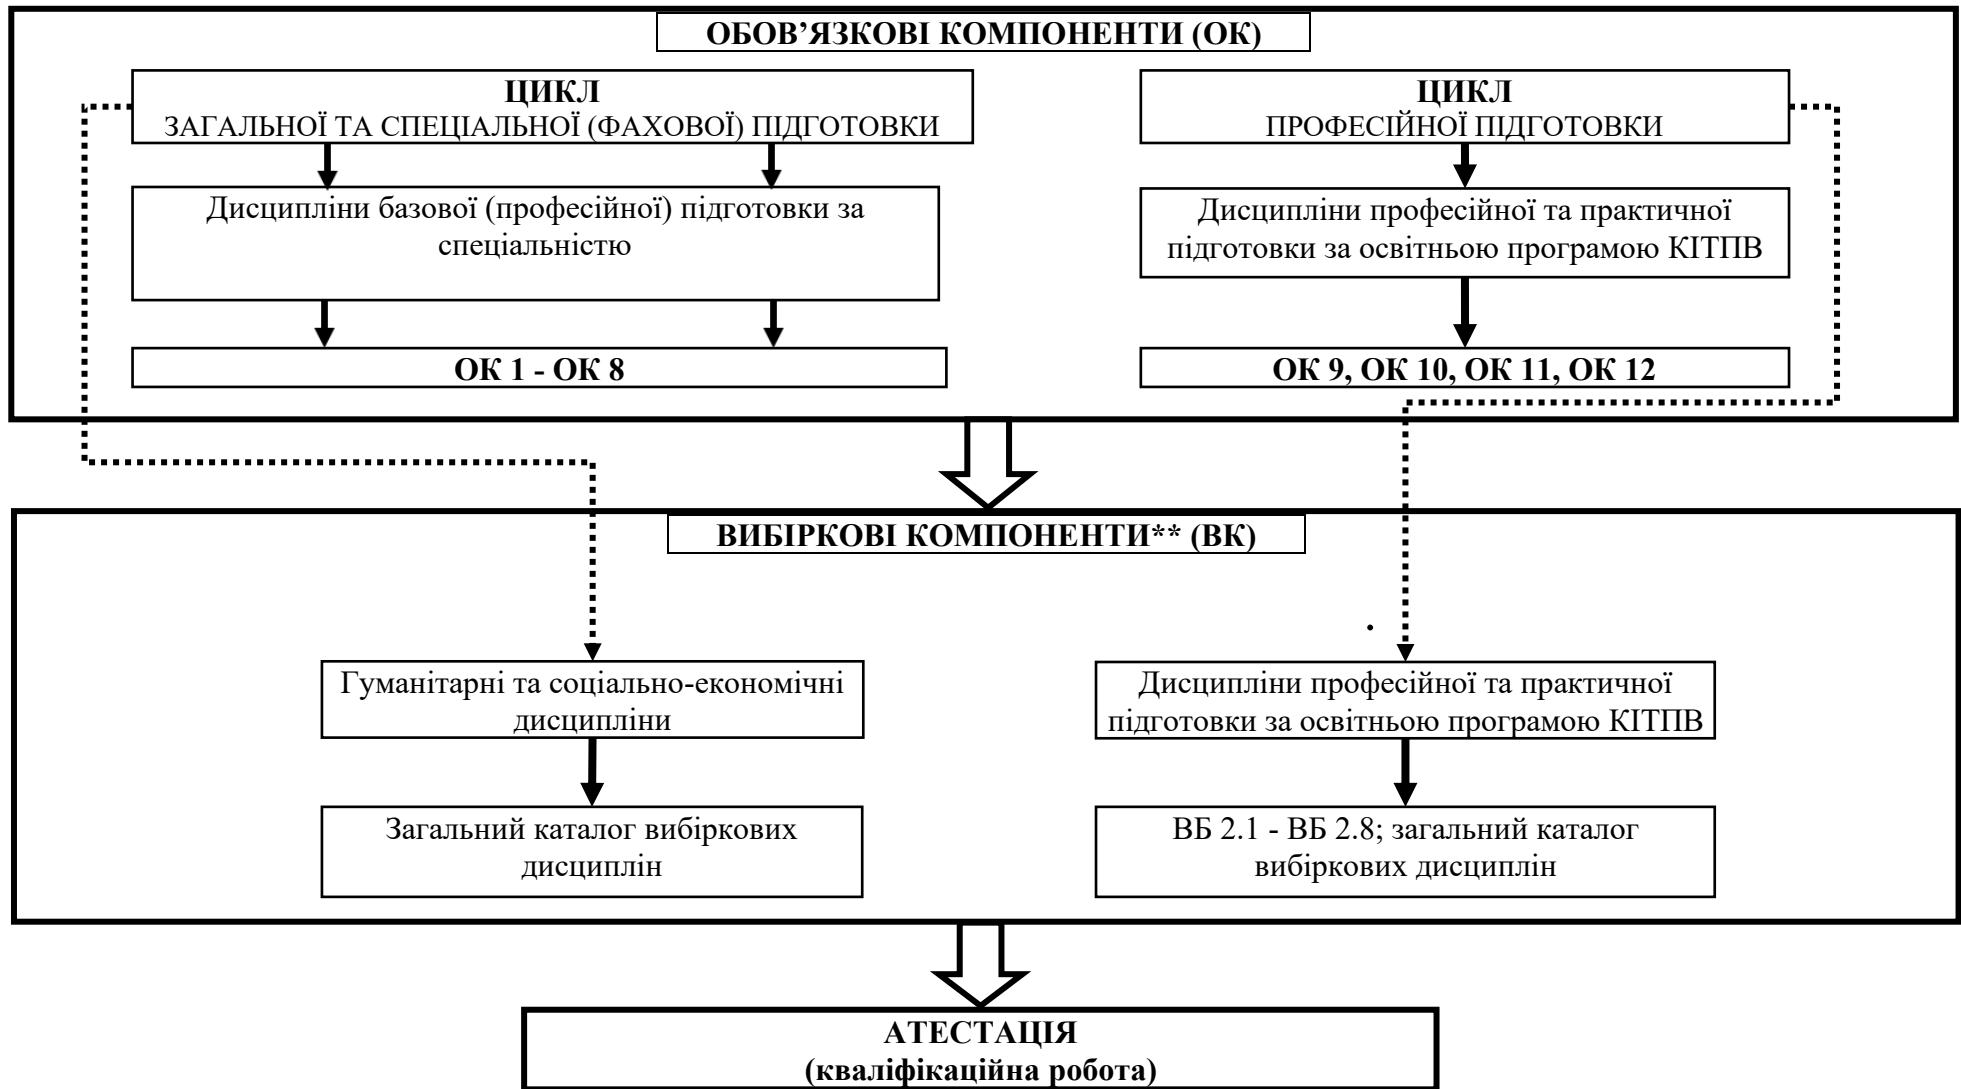 ОБОВ’ЯЗКОВІ КОМПОНЕНТИ (ОК)
ЦИКЛ
ЗАГАЛЬНОЇ ТА СПЕЦІАЛЬНОЇ (ФАХОВОЇ) ПІДГОТОВКИ
Дисципліни базової (професійної) підготовки за
спеціальністю
ОК 1 - ОК 8
ЦИКЛ
ПРОФЕСІЙНОЇ ПІДГОТОВКИ
Дисципліни професійної та практичної
підготовки за освітньою програмою КІТПВ
ОК 9, ОК 10, ОК 11, ОК 12
ВИБІРКОВІ КОМПОНЕНТИ** (ВК)
.
Гуманітарні та соціально-економічні
дисципліни
Загальний каталог вибіркових
дисциплін
Дисципліни професійної та практичної
підготовки за освітньою програмою КІТПВ
ВБ 2.1 - ВБ 2.8; загальний каталог
вибіркових дисциплін
АТЕСТАЦІЯ
(кваліфікаційна робота)